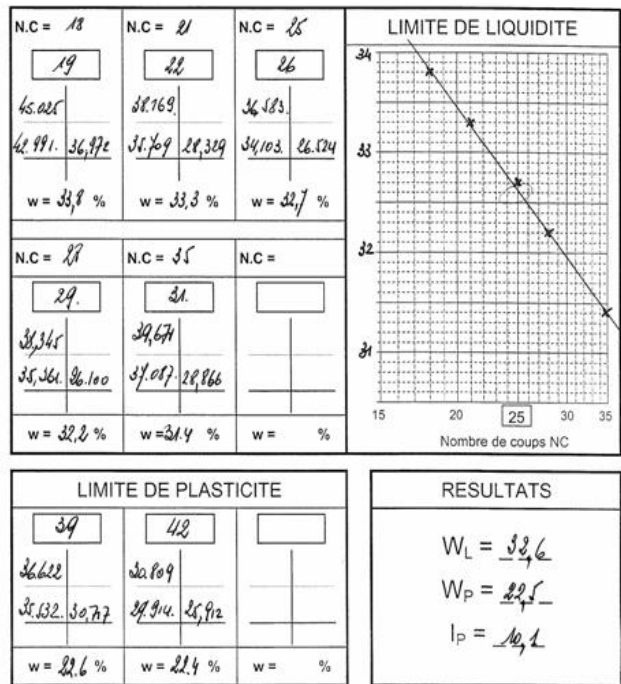 N.C = 18 N.C = 21 N.C = 25
19 22 26
45.025 38.169. 36.583.
42.991. 36,972 35.709 28,329 34,103. 26.524
w = 33,8 % w = 33,3 % w = 32,7 %
N.C = N.C = 35 N.C =
29. 31.
38,345 39,671
35,361. 26.100 37.087. 28,866
w = 32,2 % w = 31.4 % w = %
LIMITE DE LIQUIDITE
34
33
32
31
15 20 25 30 35
Nombre de coups NC
LIMITE DE PLASTICITE
39 42
36.622 30.809
35.532. 30,717 29.914. 25,912
w = 22.6 % w = 22.4 % w = %
RESULTATS
WL = 32,6
WP = 22,5
IP = 10,1